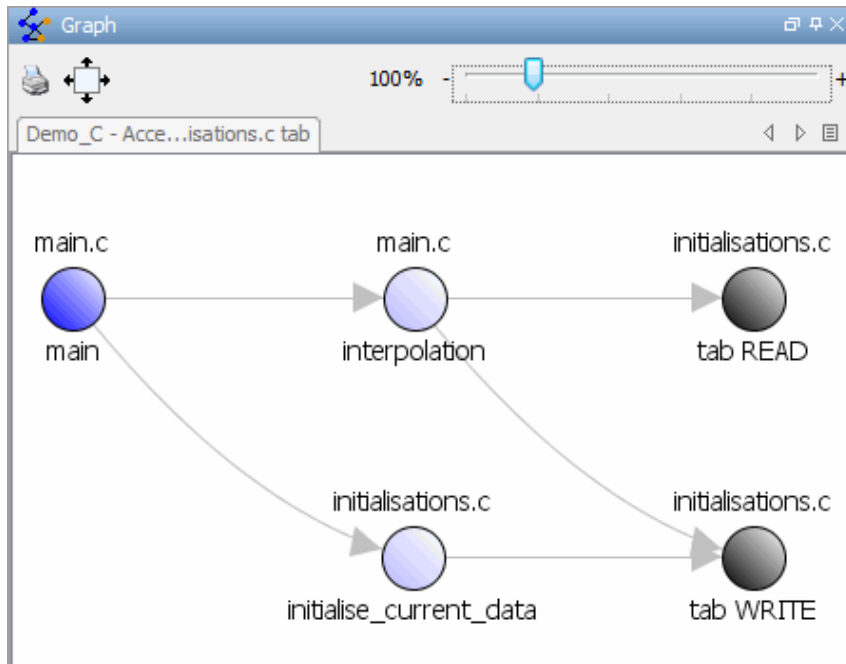 Graph
100% - +
Demo_C - Acce...isations.c tab
main.c main.c initialisations.c
main interpolation tab READ
initialisations.c initialisations.c
initialise_current_data tab WRITE